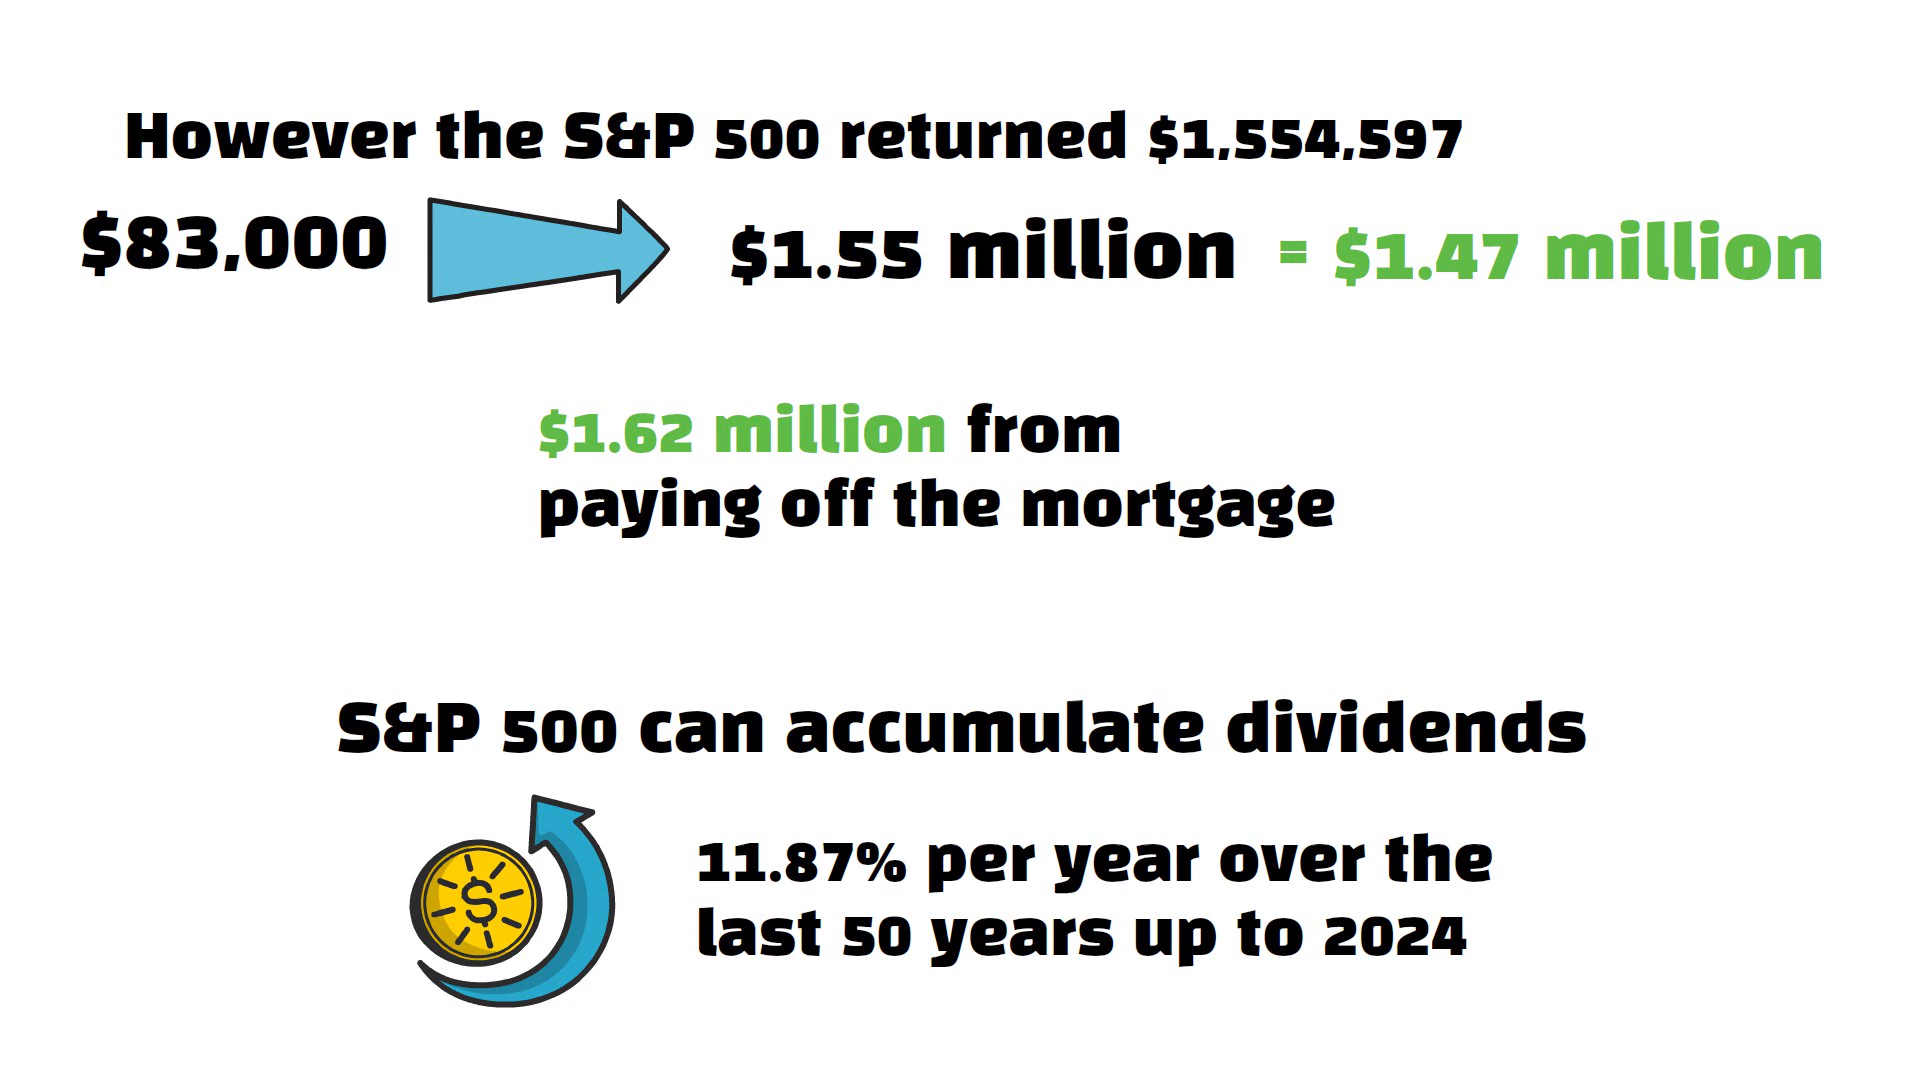 However the S&P 500 returned $1,554,597
$83,000 $1.55 million = $1.47 million
$1.62 million from
paying off the mortgage
S&P 500 can accumulate dividends
$
11.87% per year over the
last 50 years up to 2024